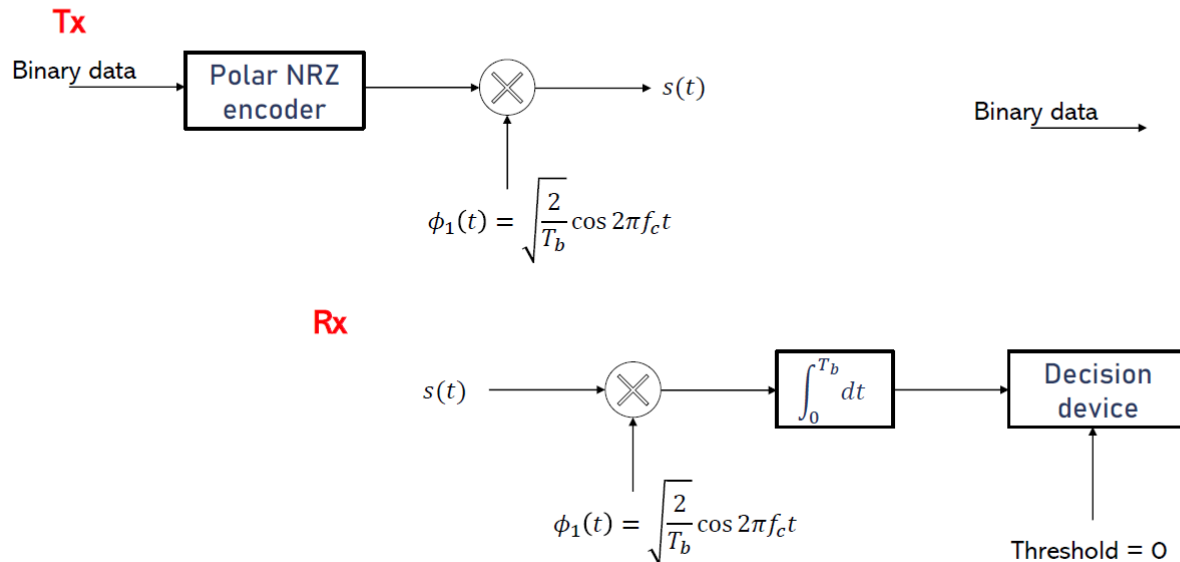 Tx
Binary data
Polar NRZ
encoder
s(t)
Binary data
ϕ₁(t) = √(2/T_b) cos 2πf_c t
Rx
s(t)
∫₀^{T_b} dt
Decision
device
ϕ₁(t) = √(2/T_b) cos 2πf_c t
Threshold = 0